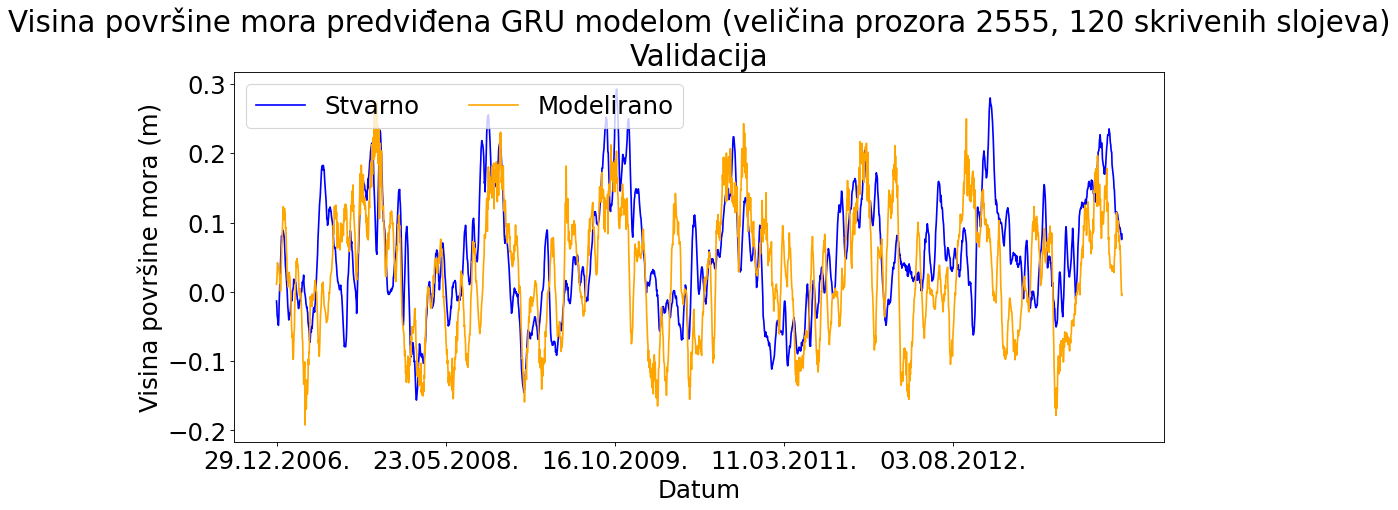 Visina površine mora predviđena GRU modelom (veličina prozora 2555, 120 skrivenih slojeva)
Validacija
Stvarno
Modelirano
Visina površine mora (m)
0.3
0.2
0.1
0.0
−0.1
−0.2
29.12.2006.
23.05.2008.
16.10.2009.
11.03.2011.
03.08.2012.
Datum